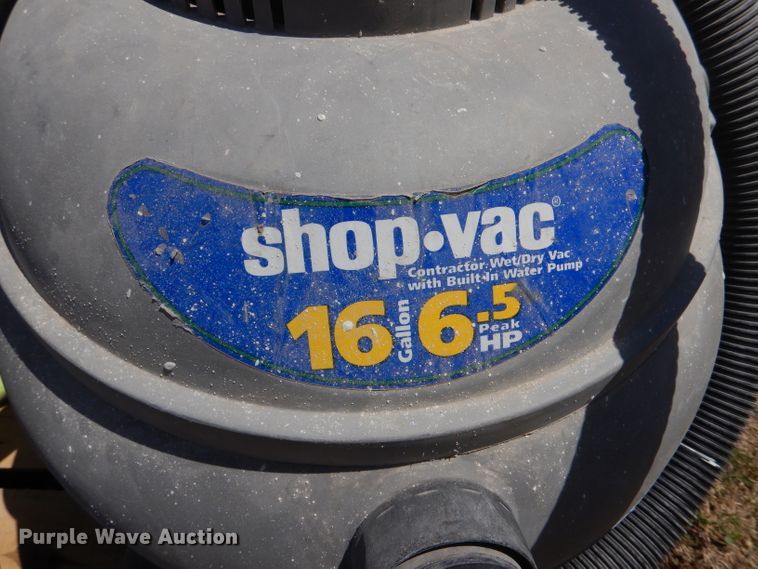 shop·vac®
Contractor Wet/Dry Vac
with Built In Water Pump
16 Gallon 6.5 Peak HP
Purple Wave Auction